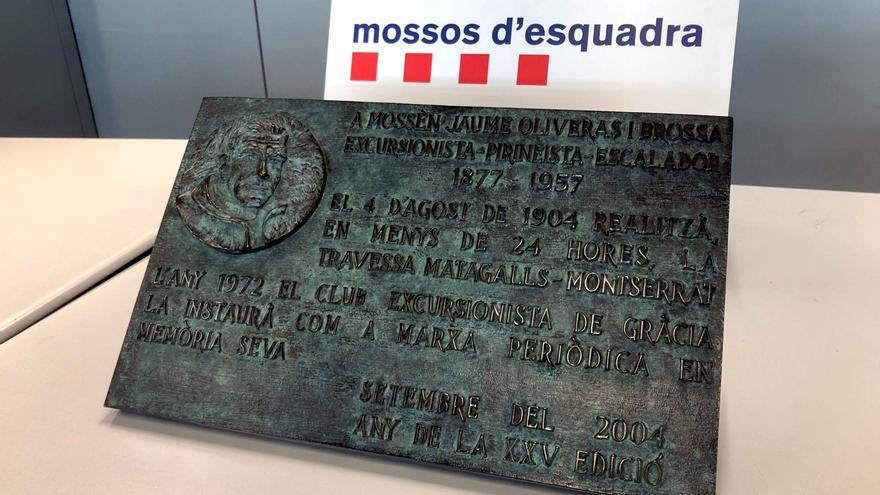 mossos d'esquadra
A MOSSÈN JAUME OLIVERAS I BROSSA
EXCURSIONISTA-PIRINEISTA-ESCALADOR
1877 - 1957
EL 4 D'AGOST DE 1904 REALITZÀ,
EN MENYS DE 24 HORES, LA
TRAVESSA MATAGALLS-MONTSERRAT
L'ANY 1972 EL CLUB EXCURSIONISTA DE GRÀCIA
LA INSTAURÀ COM A MARXA PERIÒDICA EN
MEMÒRIA SEVA
SETEMBRE DEL 2004
ANY DE LA XXV EDICIÓ